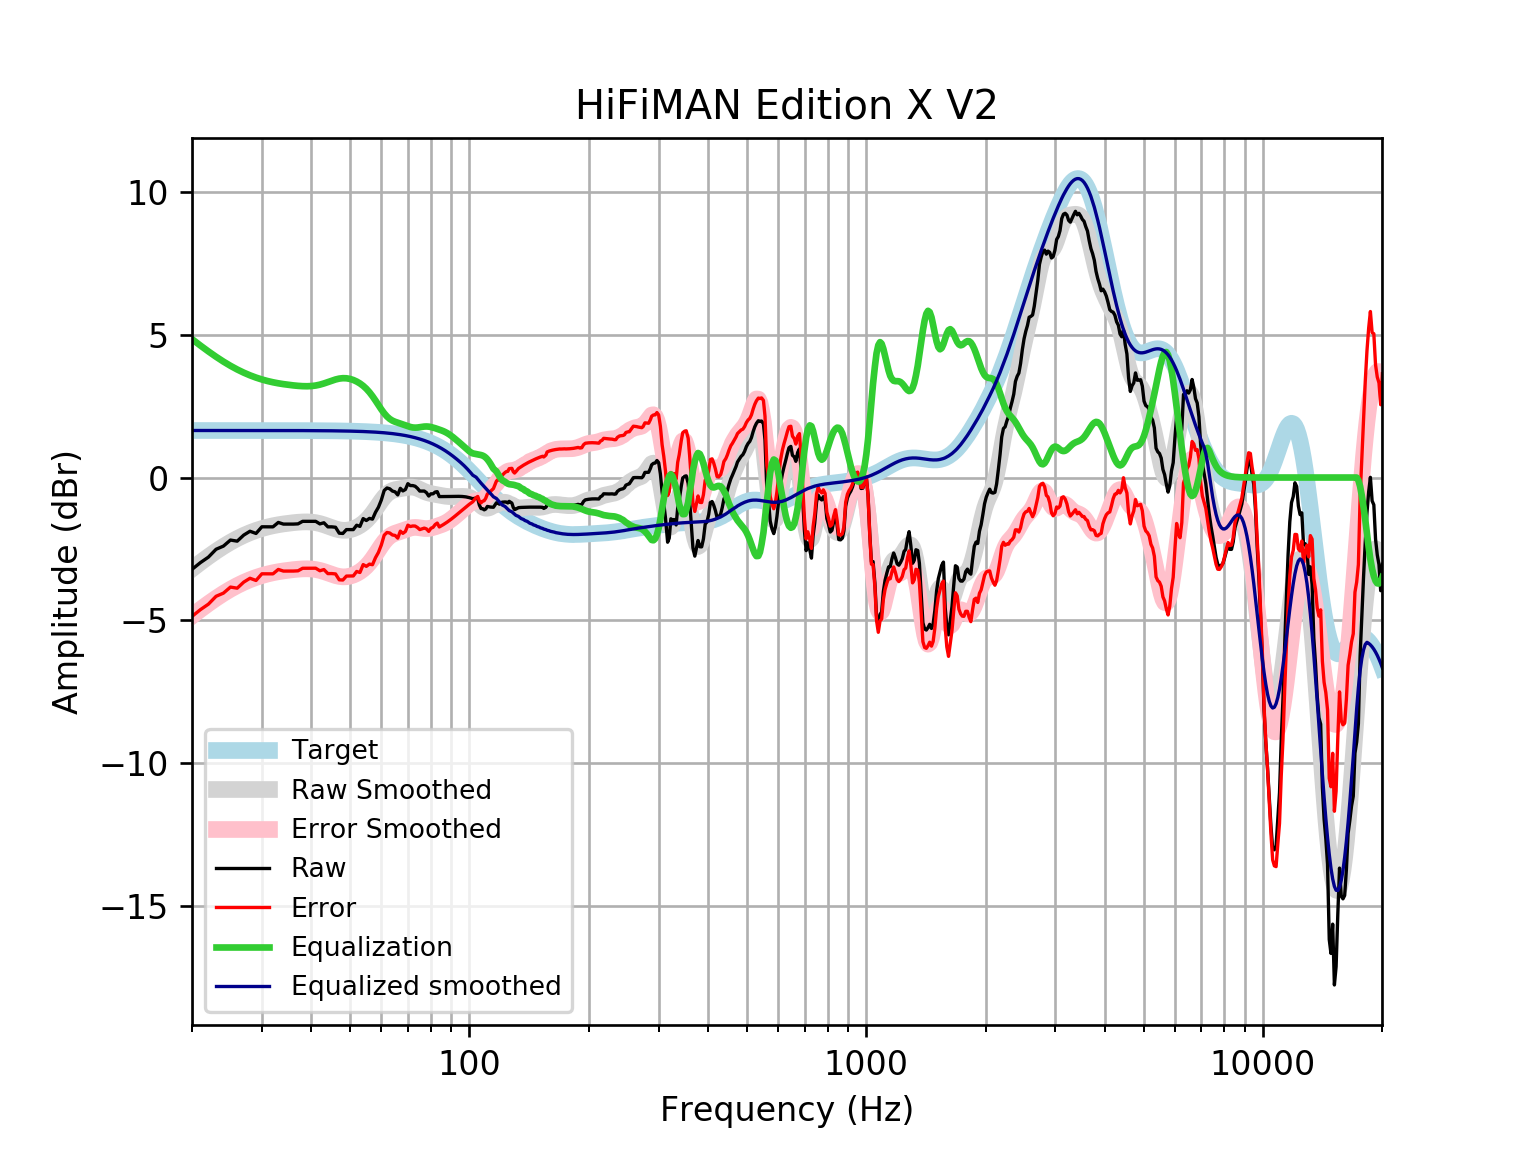 HiFiMAN Edition X V2
10
5
0
−5
−10
−15
Amplitude (dBr)
Target
Raw Smoothed
Error Smoothed
Raw
Error
Equalization
Equalized smoothed
100
1000
10000
Frequency (Hz)